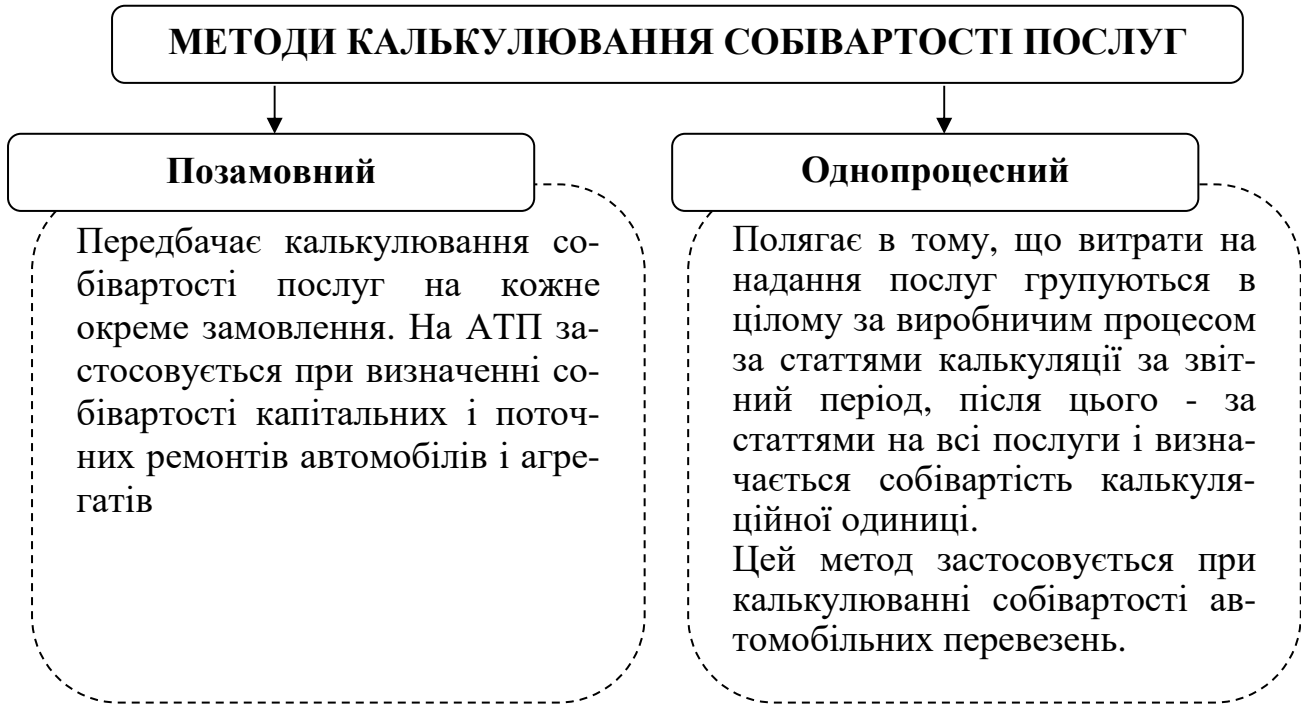 МЕТОДИ КАЛЬКУЛЮВАННЯ СОБІВАРТОСТІ ПОСЛУГ
Позамовний
Передбачає калькулювання со-
бівартості послуг на кожне
окреме замовлення. На АТП за-
стосовується при визначенні со-
бівартості капітальних і поточ-
них ремонтів автомобілів і агре-
гатів
Однопроцесний
Полягає в тому, що витрати на
надання послуг групуються в
цілому за виробничим процесом
за статтями калькуляції за звіт-
ний період, після цього - за
статтями на всі послуги і визна-
чається собівартість калькуля-
ційної одиниці.
Цей метод застосовується при
калькулюванні собівартості ав-
томобільних перевезень.